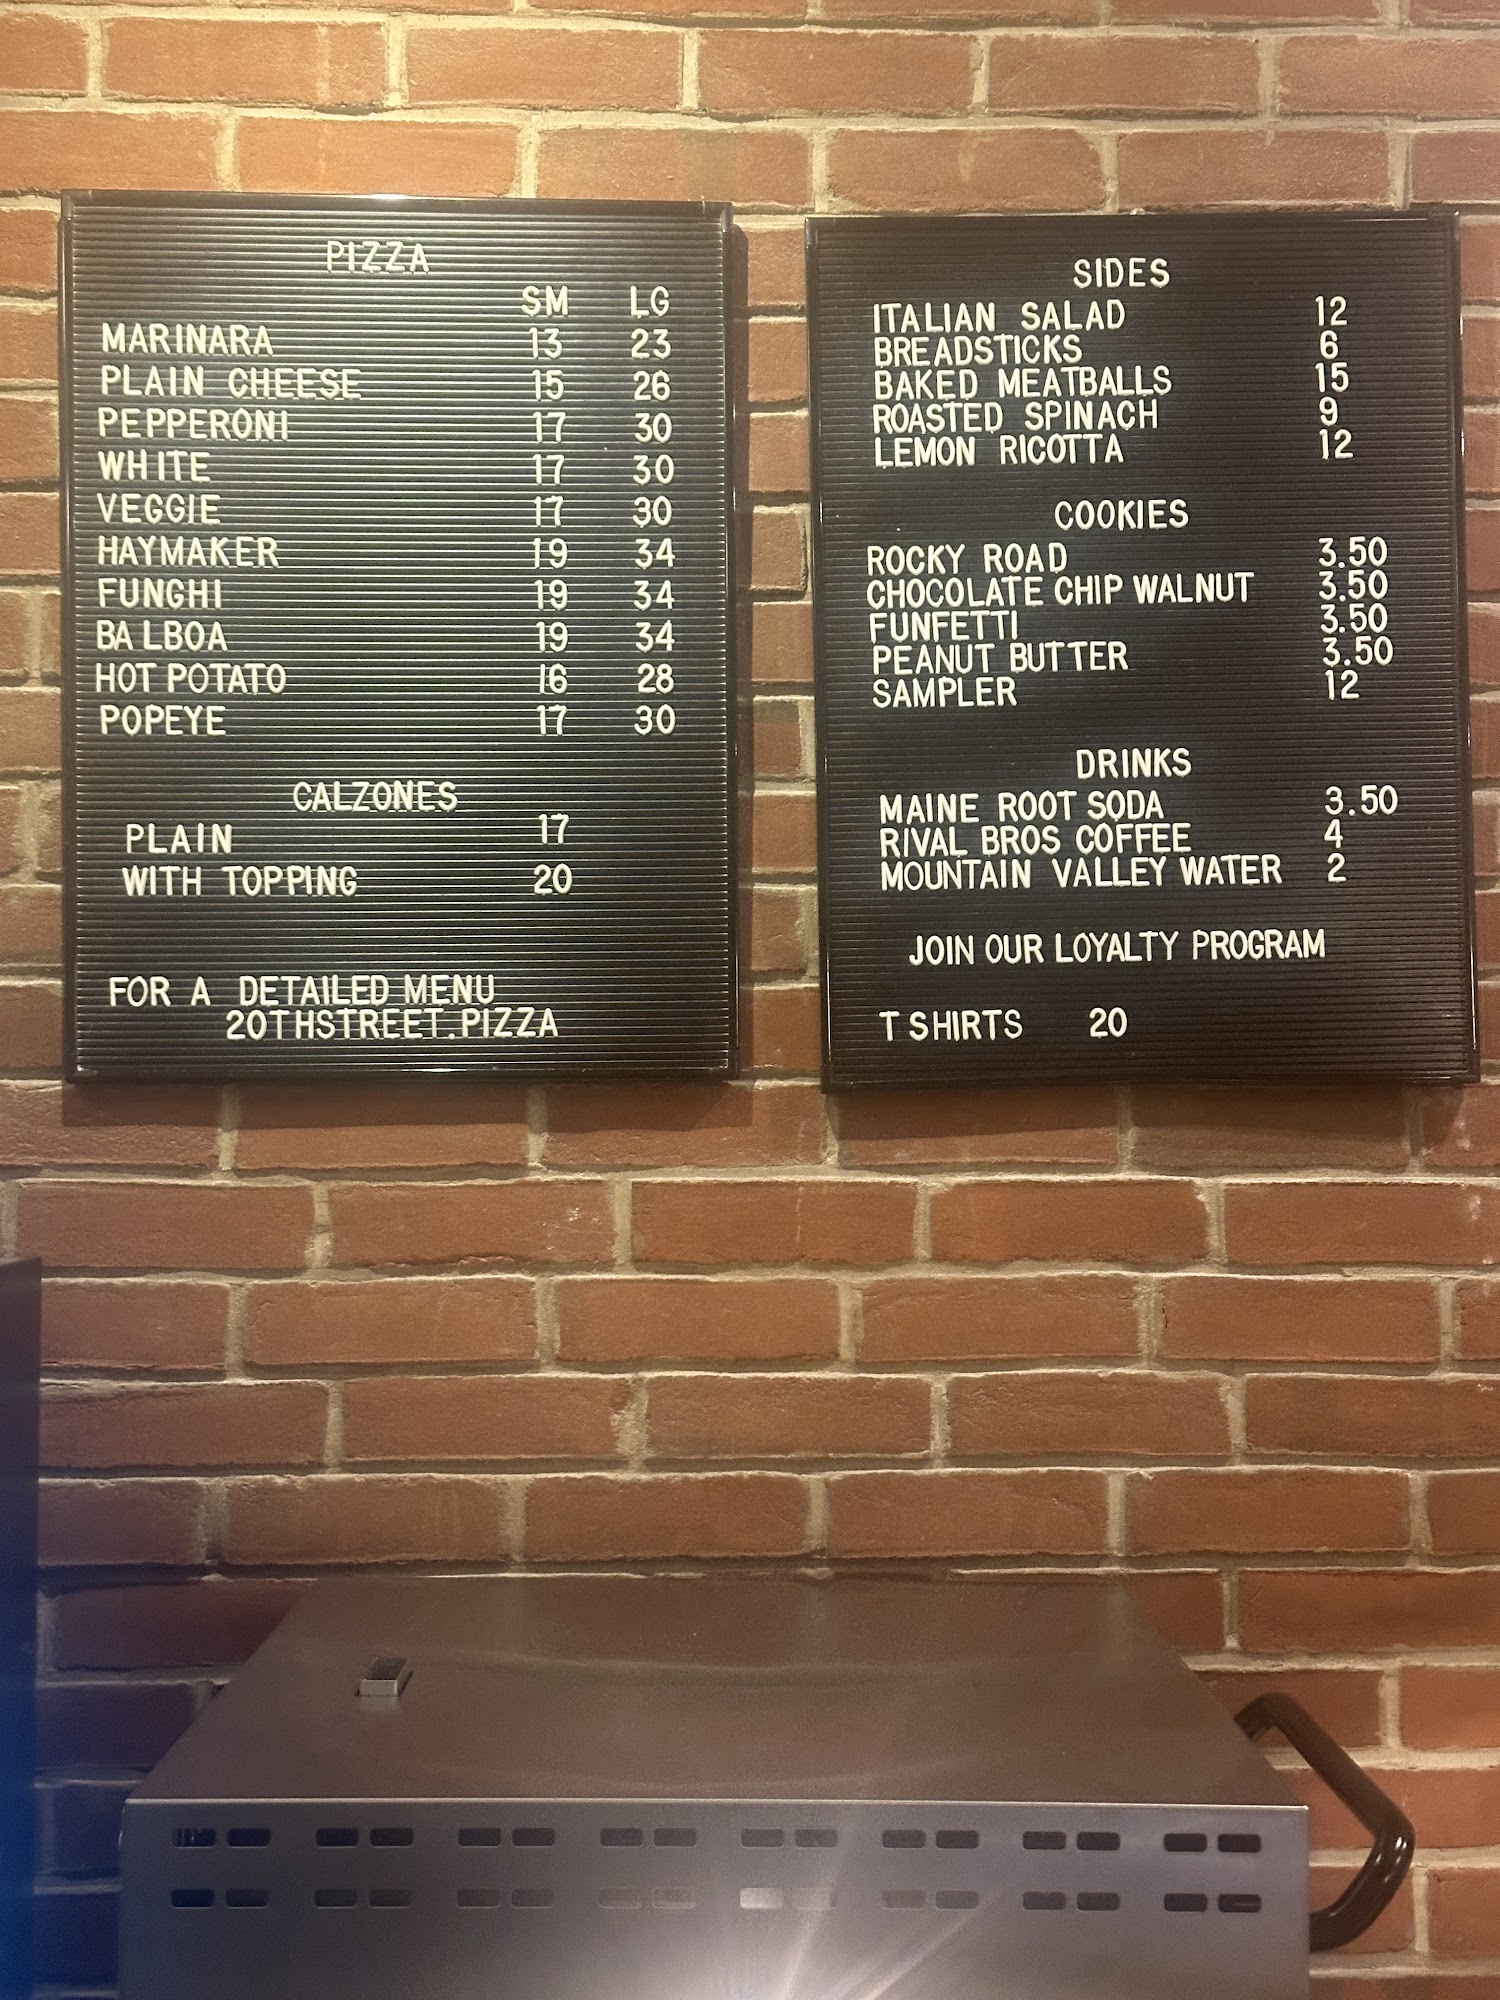 PIZZA
SM LG
MARINARA 13 23
PLAIN CHEESE 15 26
PEPPERONI 17 30
WHITE 17 30
VEGGIE 17 30
HAYMAKER 19 34
FUNGHI 19 34
BALBOA 19 34
HOT POTATO 16 28
POPEYE 17 30
CALZONES
PLAIN 17
WITH TOPPING 20
FOR A DETAILED MENU
20THSTREET.PIZZA
SIDES
ITALIAN SALAD 12
BREADSTICKS 6
BAKED MEATBALLS 15
ROASTED SPINACH 9
LEMON RICOTTA 12
COOKIES
ROCKY ROAD 3.50
CHOCOLATE CHIP WALNUT 3.50
FUNFETTI 3.50
PEANUT BUTTER 3.50
SAMPLER 12
DRINKS
MAINE ROOT SODA 3.50
RIVAL BROS COFFEE 4
MOUNTAIN VALLEY WATER 2
JOIN OUR LOYALTY PROGRAM
T SHIRTS 20